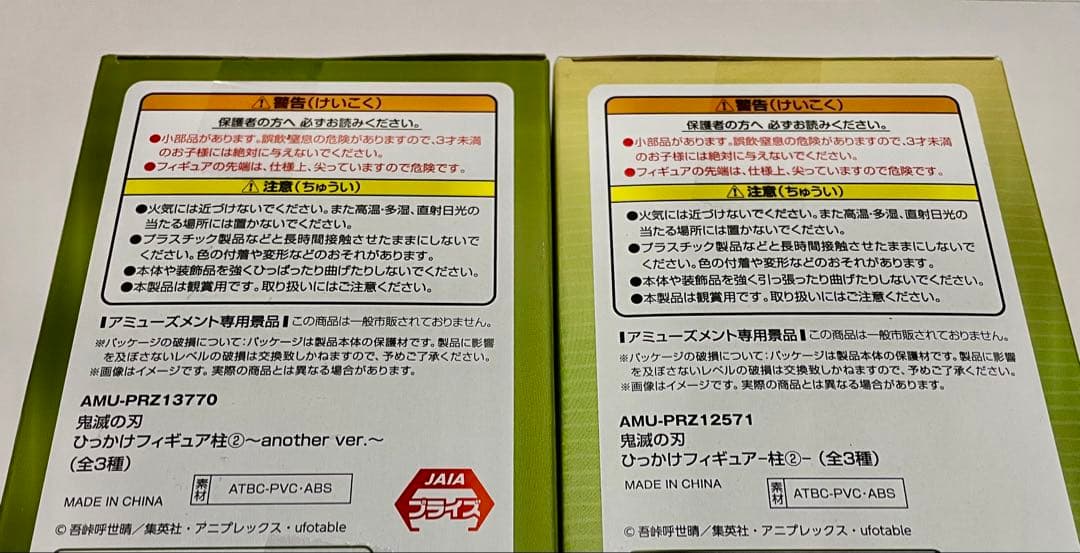 ⚠警告(けいこく)
保護者の方へ 必ずお読みください。
●小部品があります。誤飲・窒息の危険がありますので、3才未満
のお子様には絶対に与えないでください。
●フィギュアの先端は、仕様上、尖っていますので危険です。
⚠注意(ちゅうい)
●火気には近づけないでください。また高温・多湿、直射日光の
当たる場所には置かないでください。
●プラスチック製品などと長時間接触させたままにしないで
ください。色の付着や変形などのおそれがあります。
●本体や装飾品を強くひっぱったり曲げたりしないでください。
●本製品は観賞用です。取り扱いにはご注意ください。
アミューズメント専用景品 この商品は一般市販されておりません。
※パッケージの破損について:パッケージは製品本体の保護材です。製品に影響
を及ぼさないレベルの破損は交換致しかねますので、予めご了承ください。
※画像はイメージです。実際の商品とは異なる場合があります。
AMU-PRZ13770
鬼滅の刃
ひっかけフィギュア柱②〜another ver.〜
(全3種)
MADE IN CHINA
素材 ATBC-PVC・ABS
JAIA
プライズ
©吾峠呼世晴/集英社・アニプレックス・ufotable
⚠警告(けいこく)
保護者の方へ 必ずお読みください。
●小部品があります。誤飲・窒息の危険がありますので、3才未満
のお子様には絶対に与えないでください。
●フィギュアの先端は、仕様上、尖っていますので危険です。
⚠注意(ちゅうい)
●火気には近づけないでください。また高温・多湿、直射日光の
当たる場所には置かないでください。
●プラスチック製品などと長時間接触させたままにしないで
ください。色の付着や変形などのおそれがあります。
●本体や装飾品を強く引っ張ったり曲げたりしないでください。
●本製品は観賞用です。取り扱いにはご注意ください。
アミューズメント専用景品 この商品は一般市販されておりません。
※パッケージの破損について:パッケージは製品本体の保護材です。製品に影響
を及ぼさないレベルの破損は交換致しかねますので、予めご了承ください。
※画像はイメージです。実際の商品とは異なる場合があります。
AMU-PRZ12571
鬼滅の刃
ひっかけフィギュア-柱②-(全3種)
MADE IN CHINA
素材 ATBC-PVC・ABS
©吾峠呼世晴/集英社・アニプレックス・ufotable